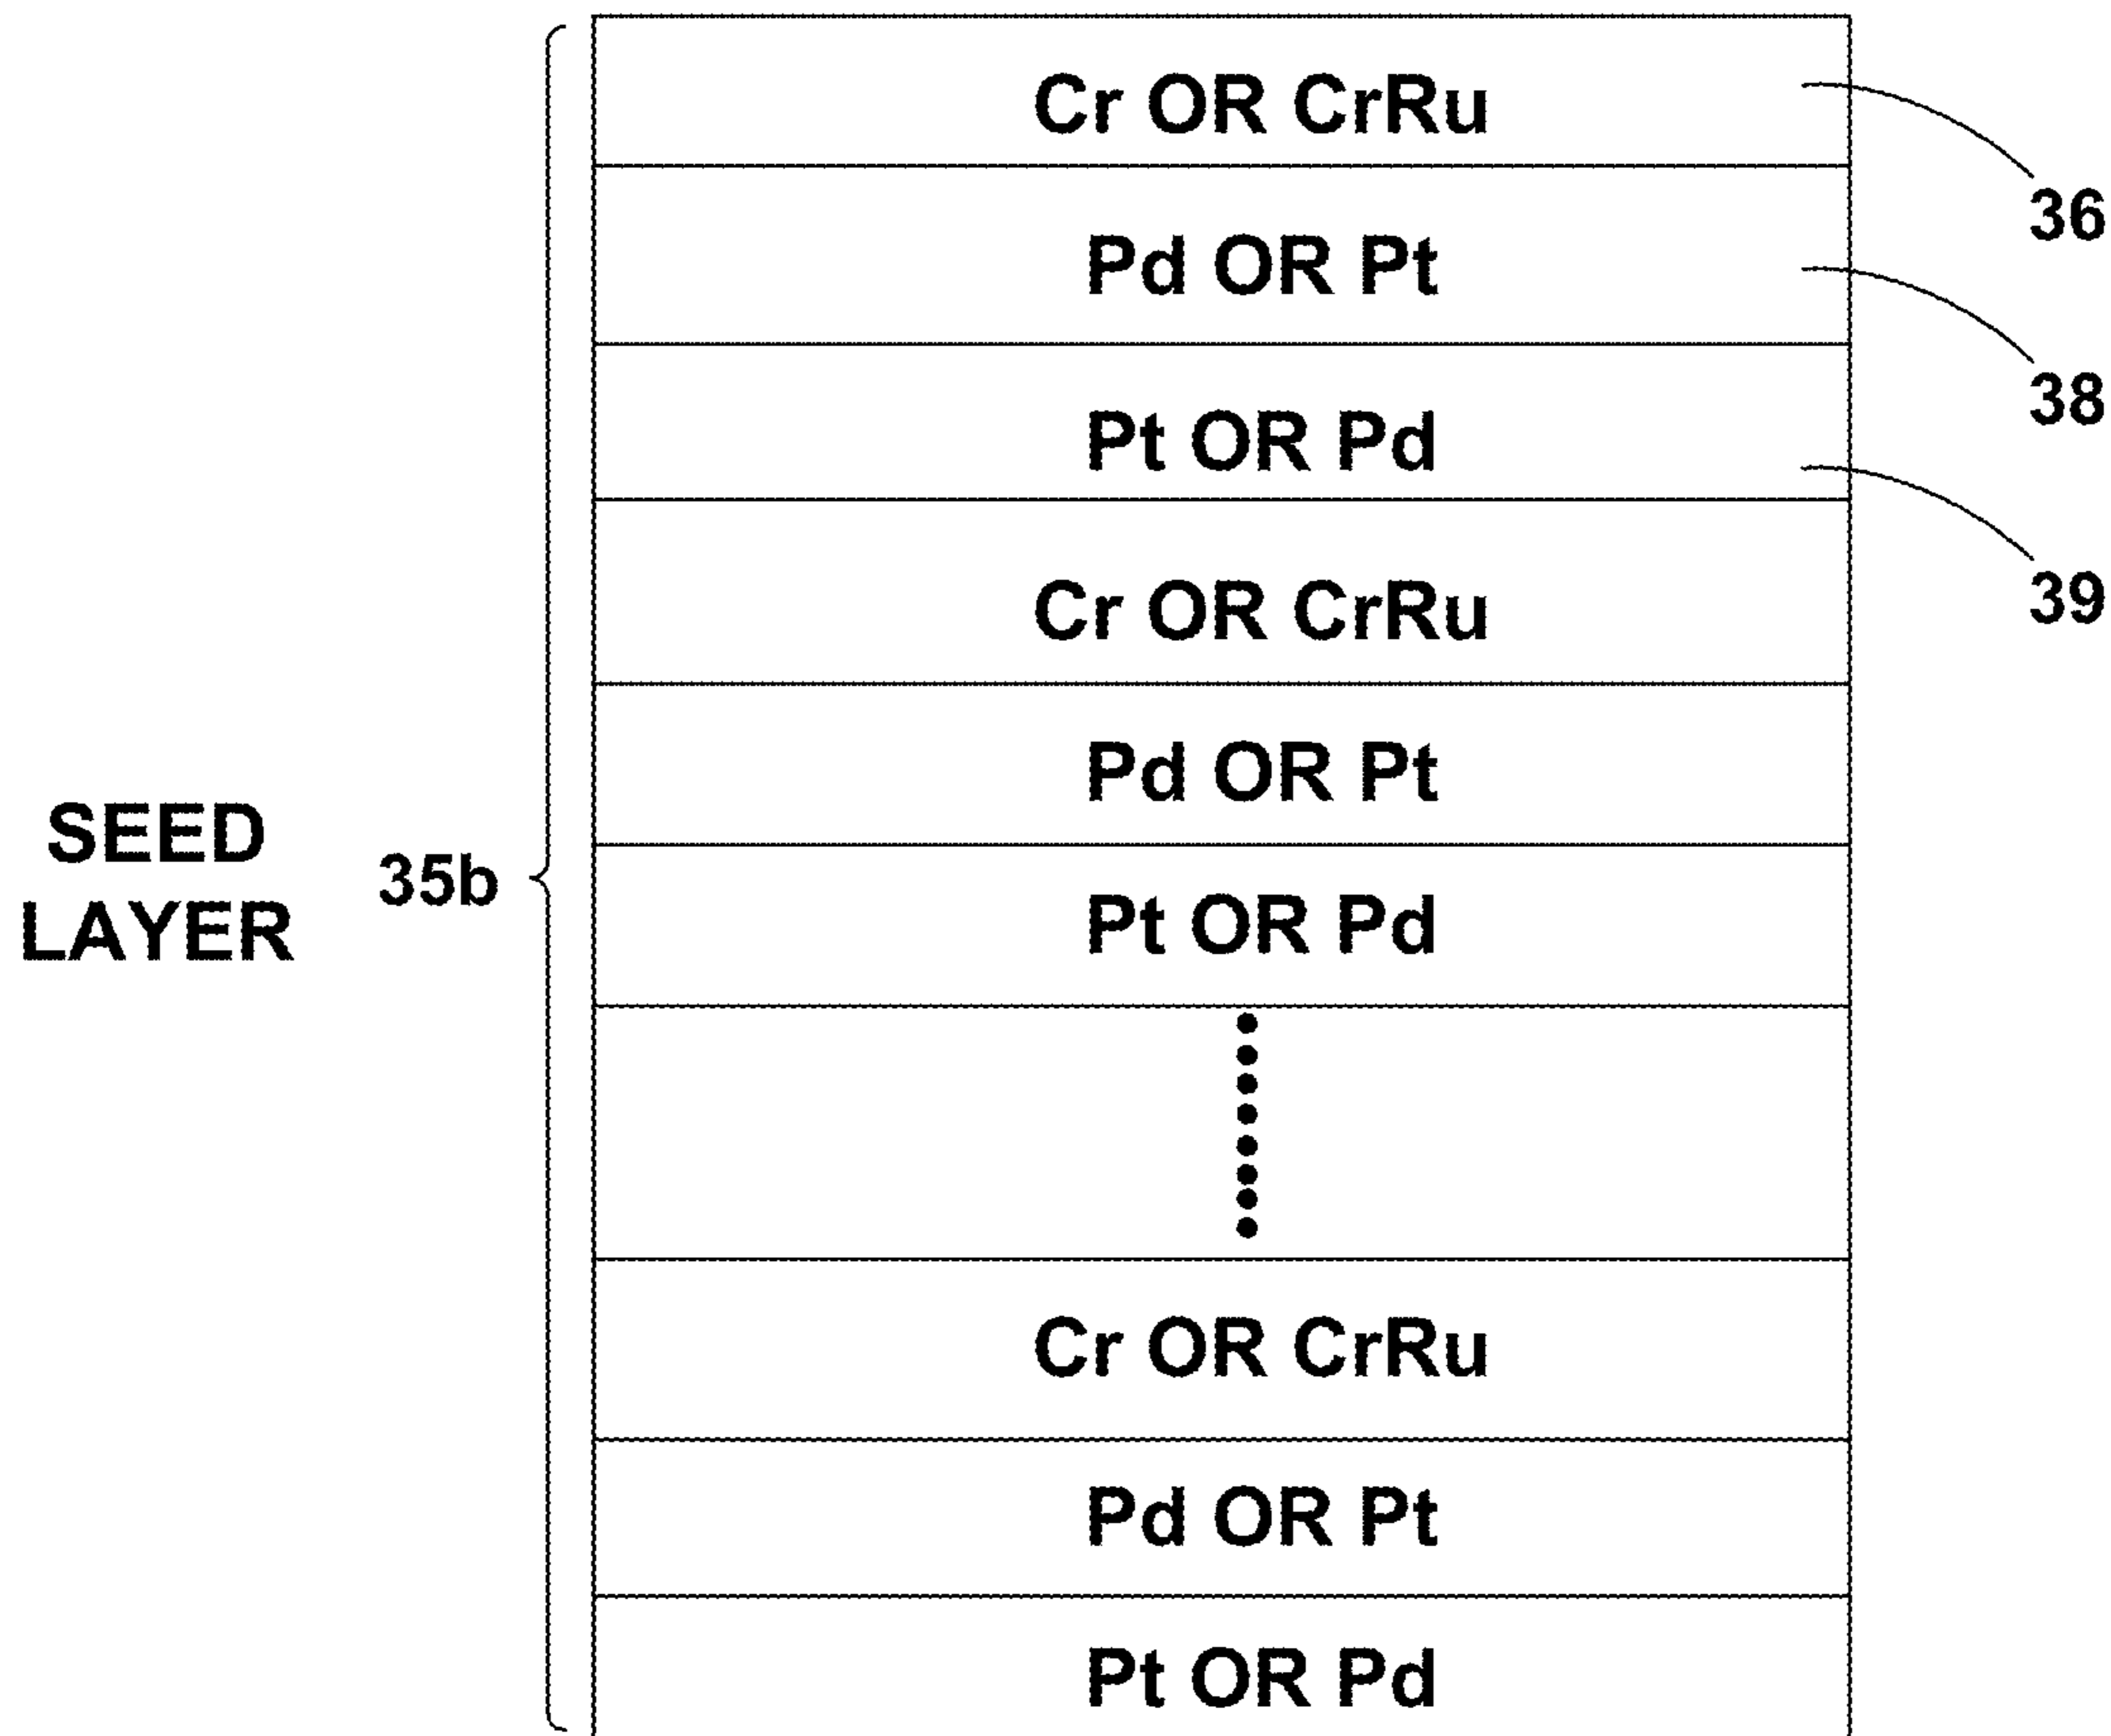 Cr OR CrRu
36
Pd OR Pt
38
Pt OR Pd
39
Cr OR CrRu
Pd OR Pt
SEED
LAYER
35b
Pt OR Pd
Cr OR CrRu
Pd OR Pt
Pt OR Pd